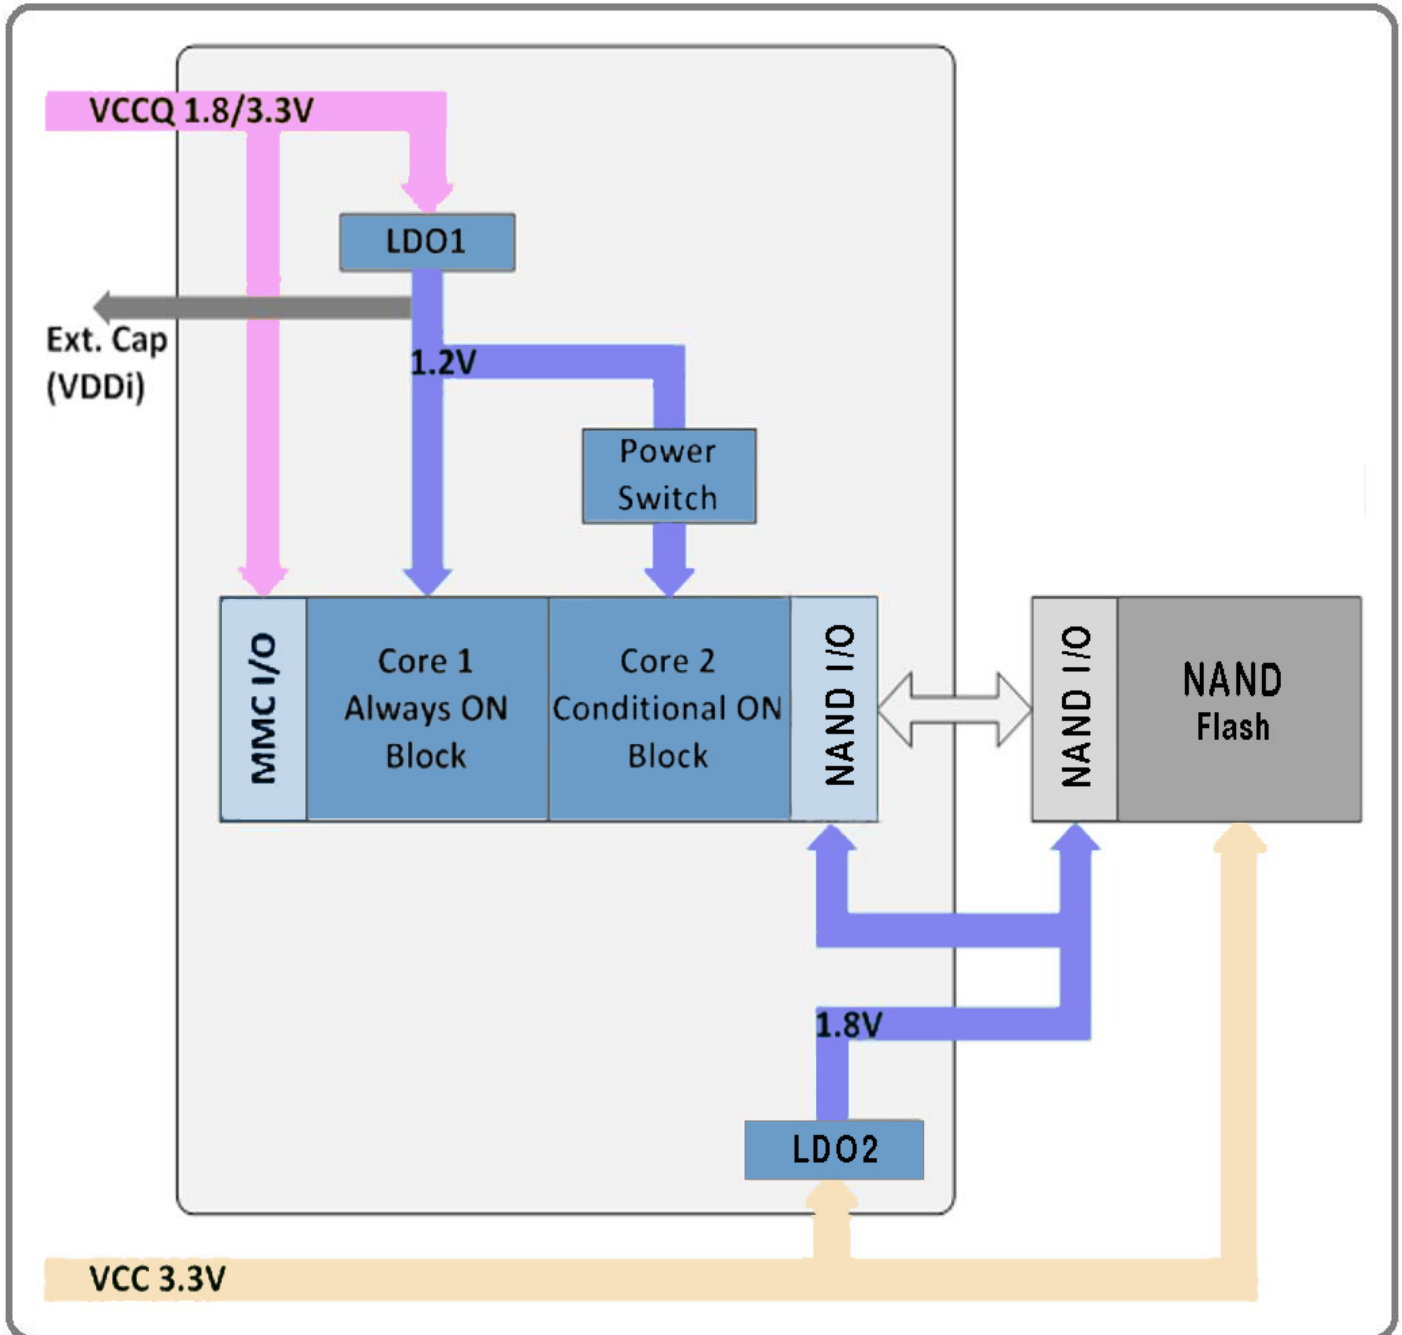 VCCQ 1.8/3.3V
LDO1
Ext. Cap
(VDDi)
1.2V
Power
Switch
MMC I/O
Core 1
Always ON
Block
Core 2
Conditional ON
Block
NAND I/O
NAND I/O
NAND
Flash
1.8V
LDO2
VCC 3.3V